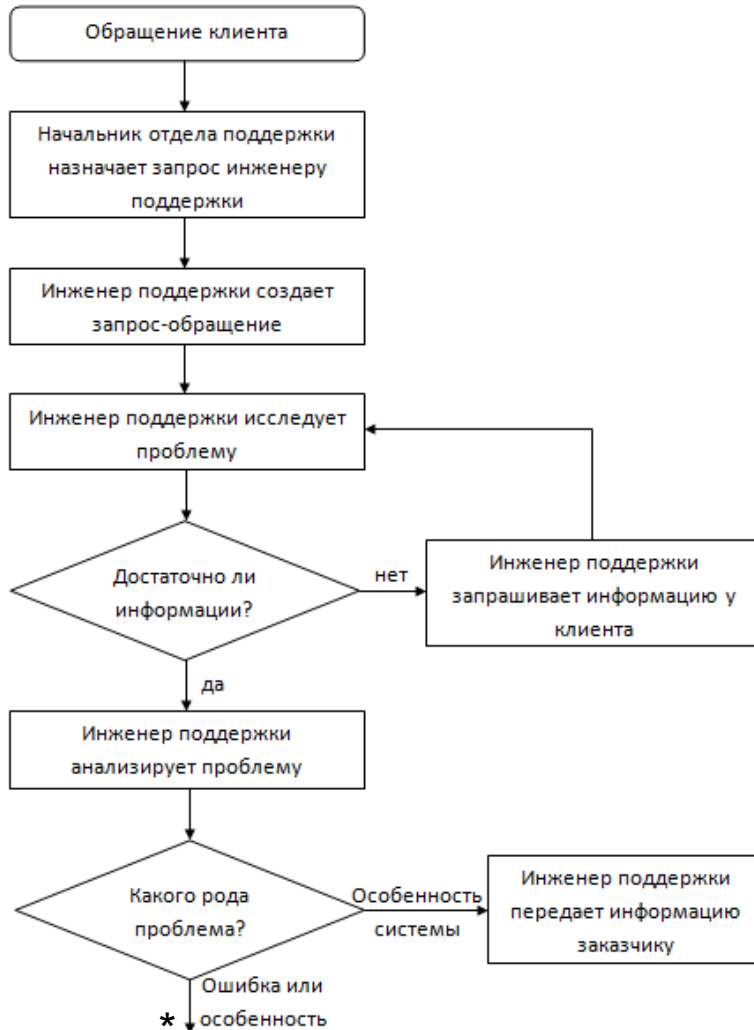 Обращение клиента
Начальник отдела поддержки
назначает запрос инженеру
поддержки
Инженер поддержки создает
запрос-обращение
Инженер поддержки исследует
проблему
Достаточно ли
информации?
нет
Инженер поддержки
запрашивает информацию у
клиента
да
Инженер поддержки
анализирует проблему
Какого рода
проблема?
Особенность
системы
Инженер поддержки
передает информацию
заказчику
Ошибка или
* особенность